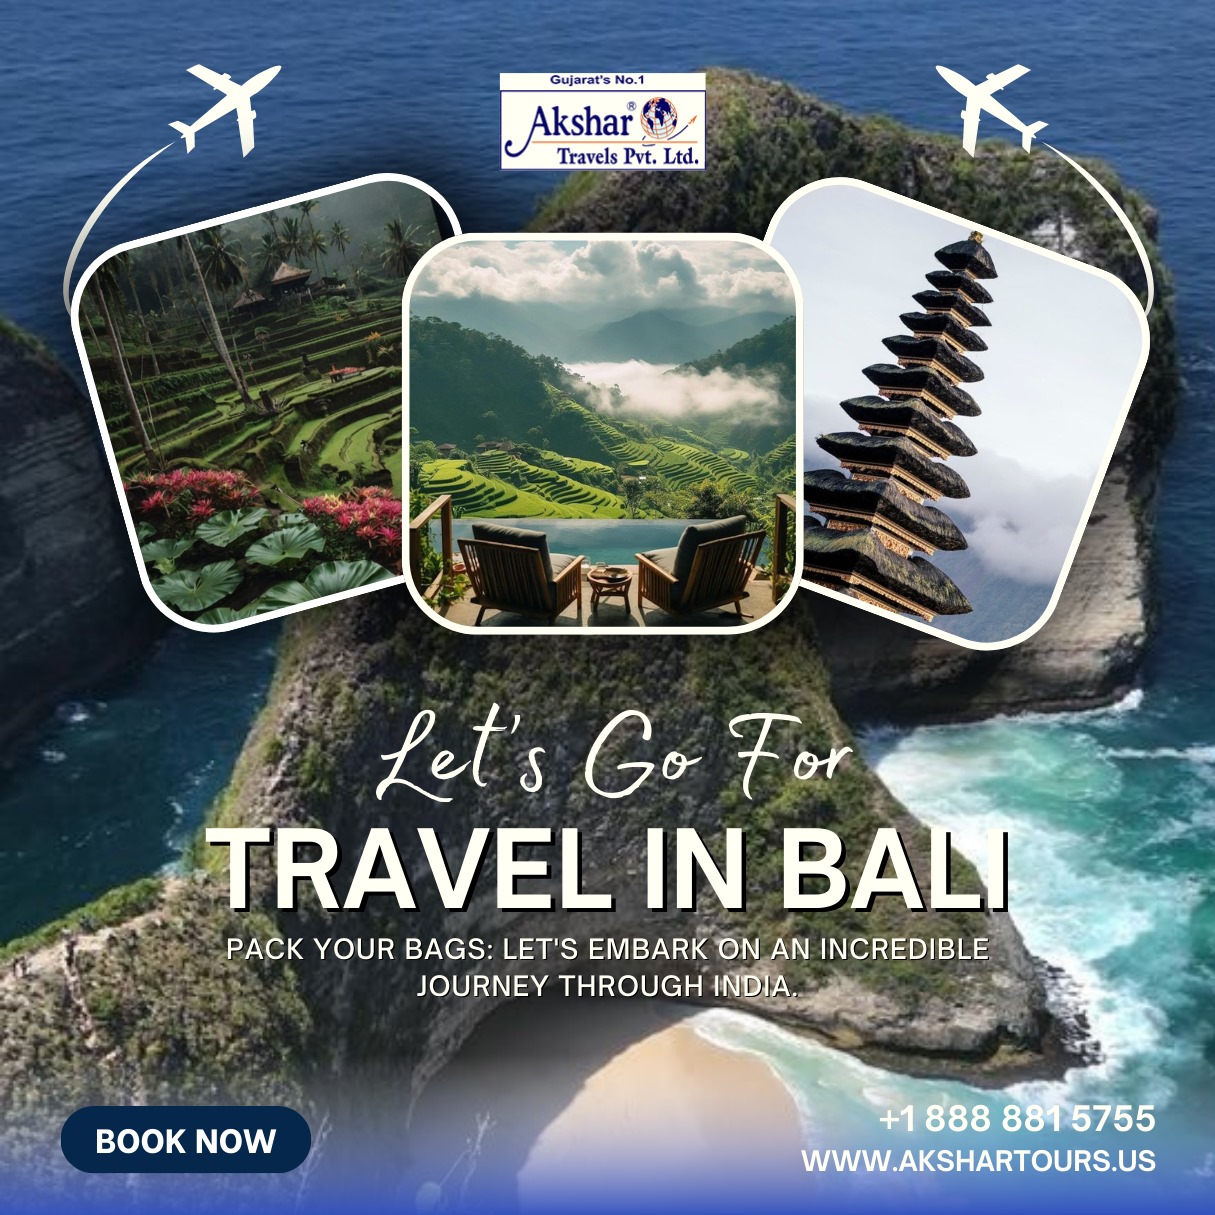 Gujarat's No.1
Akshar®
Travels Pvt. Ltd.
Let's Go For
TRAVEL IN BALI
PACK YOUR BAGS: LET'S EMBARK ON AN INCREDIBLE
JOURNEY THROUGH INDIA.
BOOK NOW
+1 888 881 5755
WWW.AKSHARTOURS.US